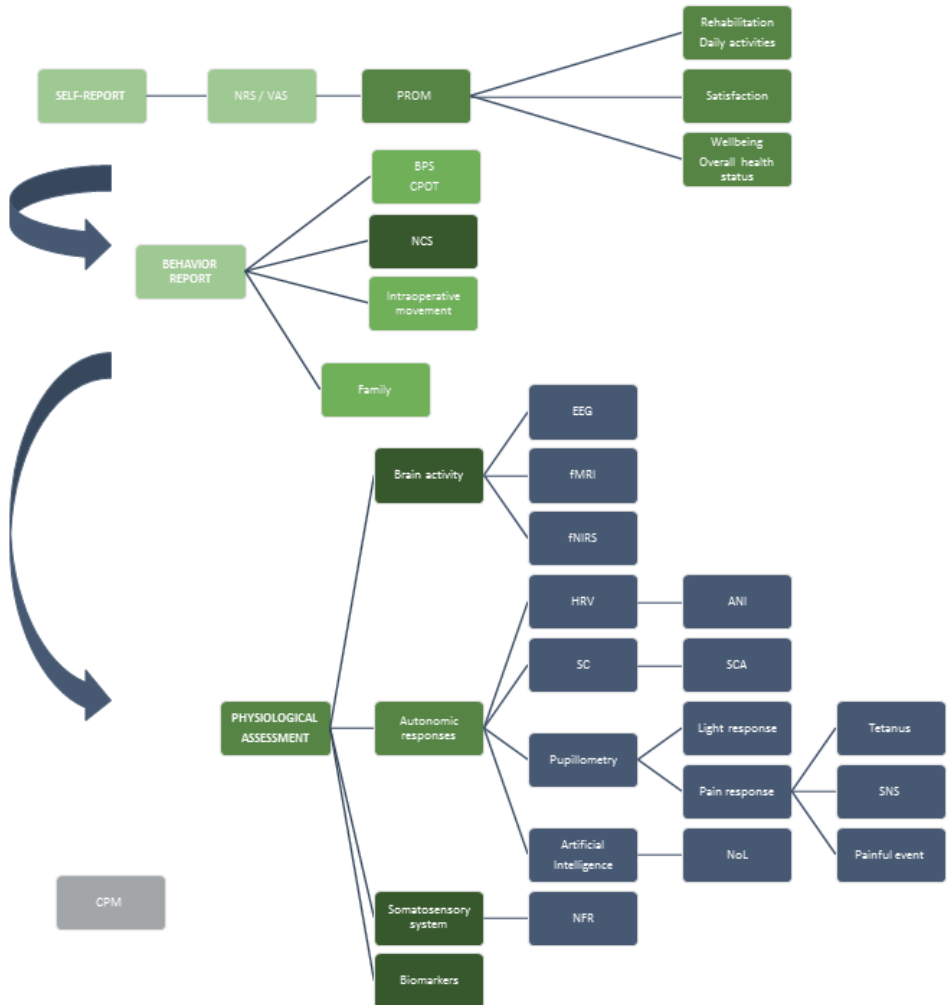 Rehabilitation
Daily activities
SELF-REPORT
NRS / VAS
PROM
Satisfaction
Wellbeing
Overall health
status
BPS
CPOT
NCS
BEHAVIOR
REPORT
Intraoperative
movement
Family
EEG
Brain activity
fMRI
fNIRS
HRV
ANI
SC
SCA
PHYSIOLOGICAL
ASSESSMENT
Autonomic
responses
Light response
Tetanus
Pupillometry
Pain response
SNS
Artificial
Intelligence
NoL
Painful event
CPM
Somatosensory
system
NFR
Biomarkers